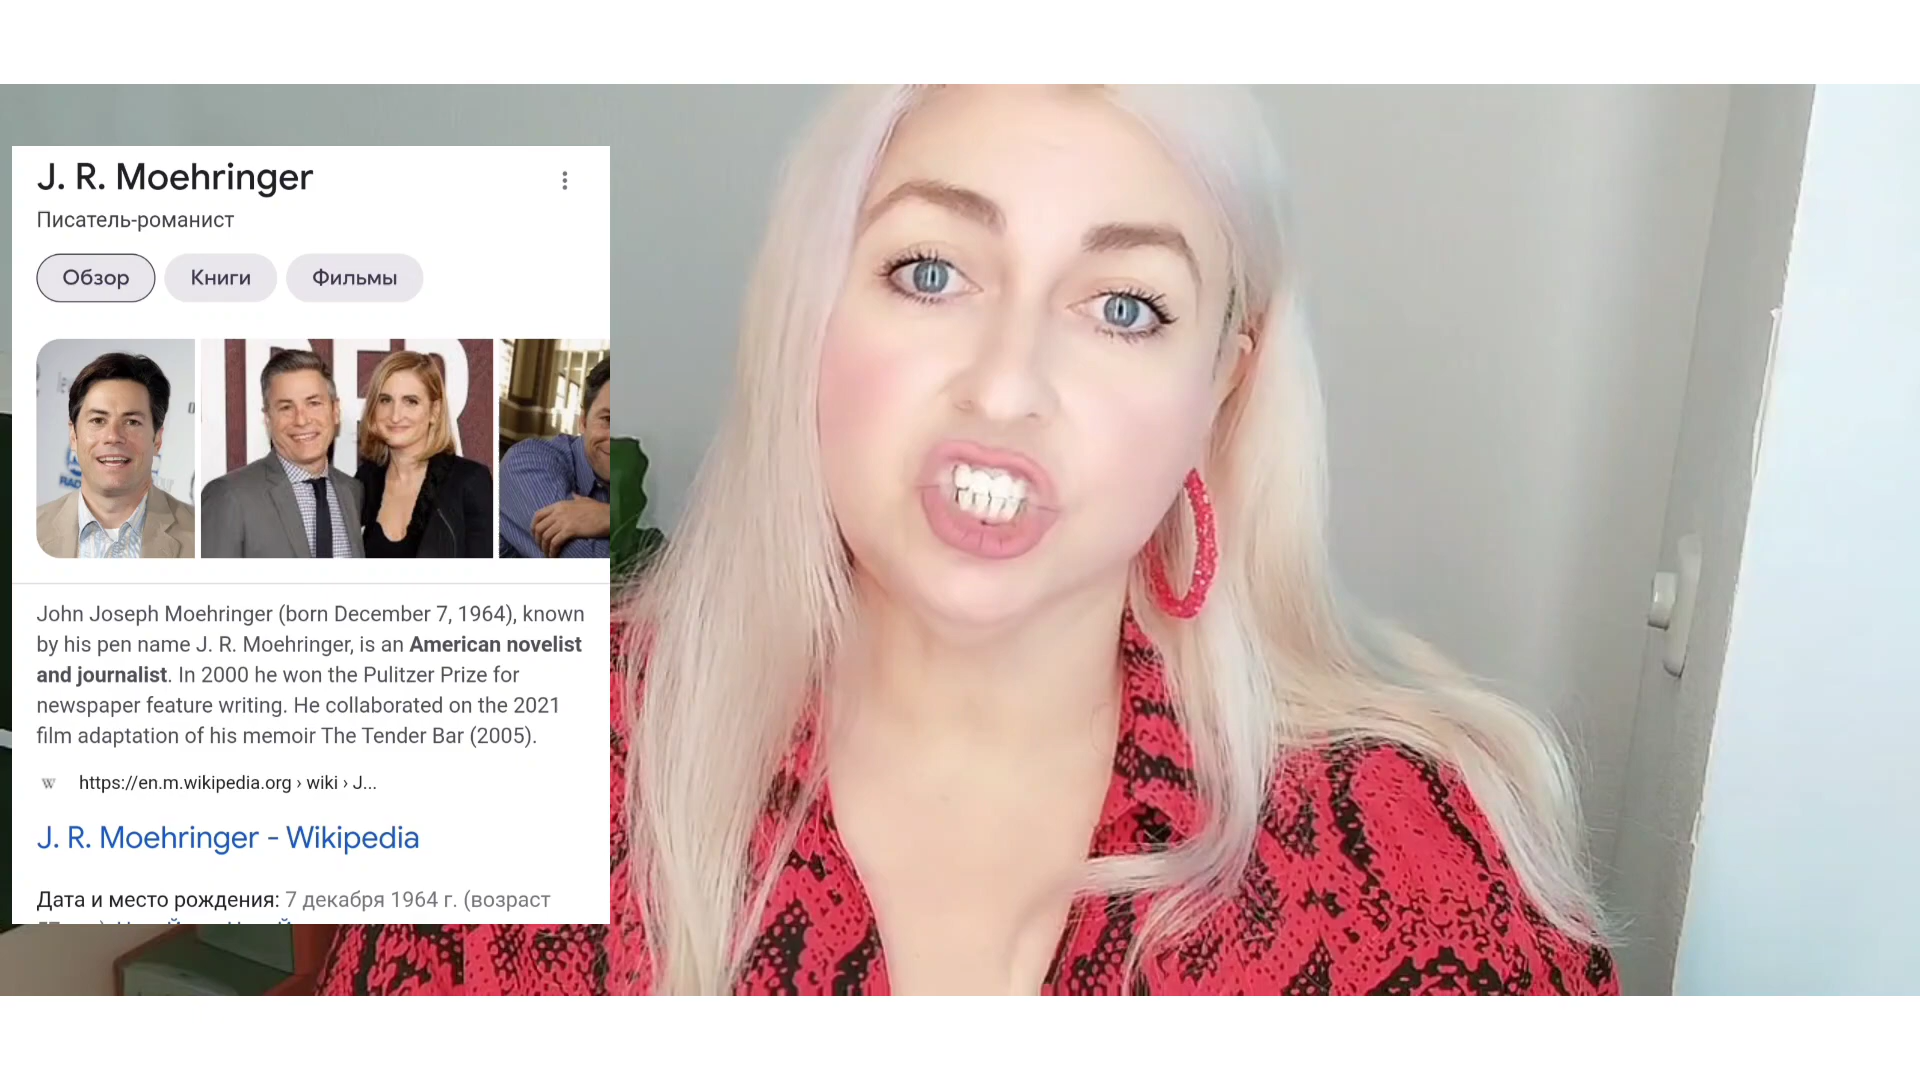 J. R. Moehringer
Писатель-романист
Обзор
Книги
Фильмы
John Joseph Moehringer (born December 7, 1964), known
by his pen name J. R. Moehringer, is an American novelist
and journalist. In 2000 he won the Pulitzer Prize for
newspaper feature writing. He collaborated on the 2021
film adaptation of his memoir The Tender Bar (2005).
W https://en.m.wikipedia.org › wiki › J...
J. R. Moehringer - Wikipedia
Дата и место рождения: 7 декабря 1964 г. (возраст